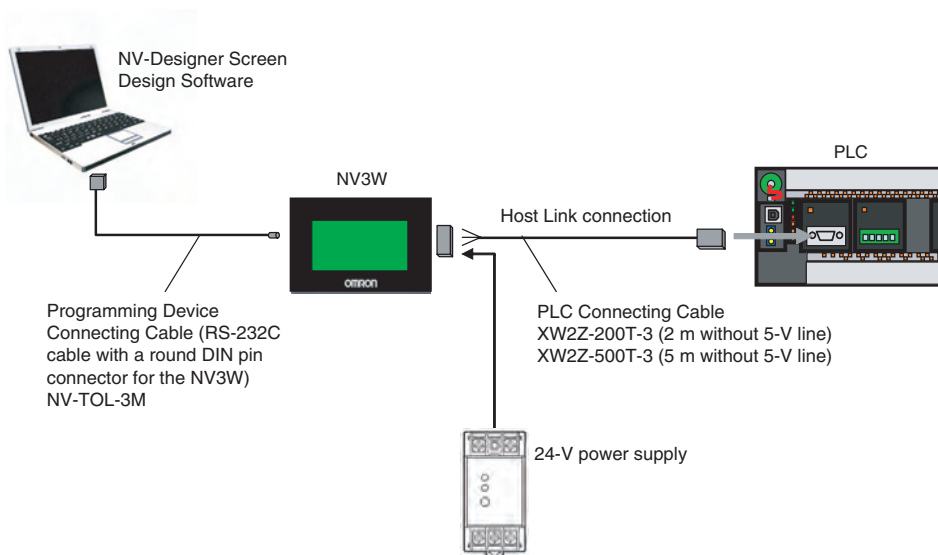 NV-Designer Screen
Design Software
NV3W
PLC
Host Link connection
OMRON
Programming Device
Connecting Cable (RS-232C
cable with a round DIN pin
connector for the NV3W)
NV-TOL-3M
PLC Connecting Cable
XW2Z-200T-3 (2 m without 5-V line)
XW2Z-500T-3 (5 m without 5-V line)
24-V power supply